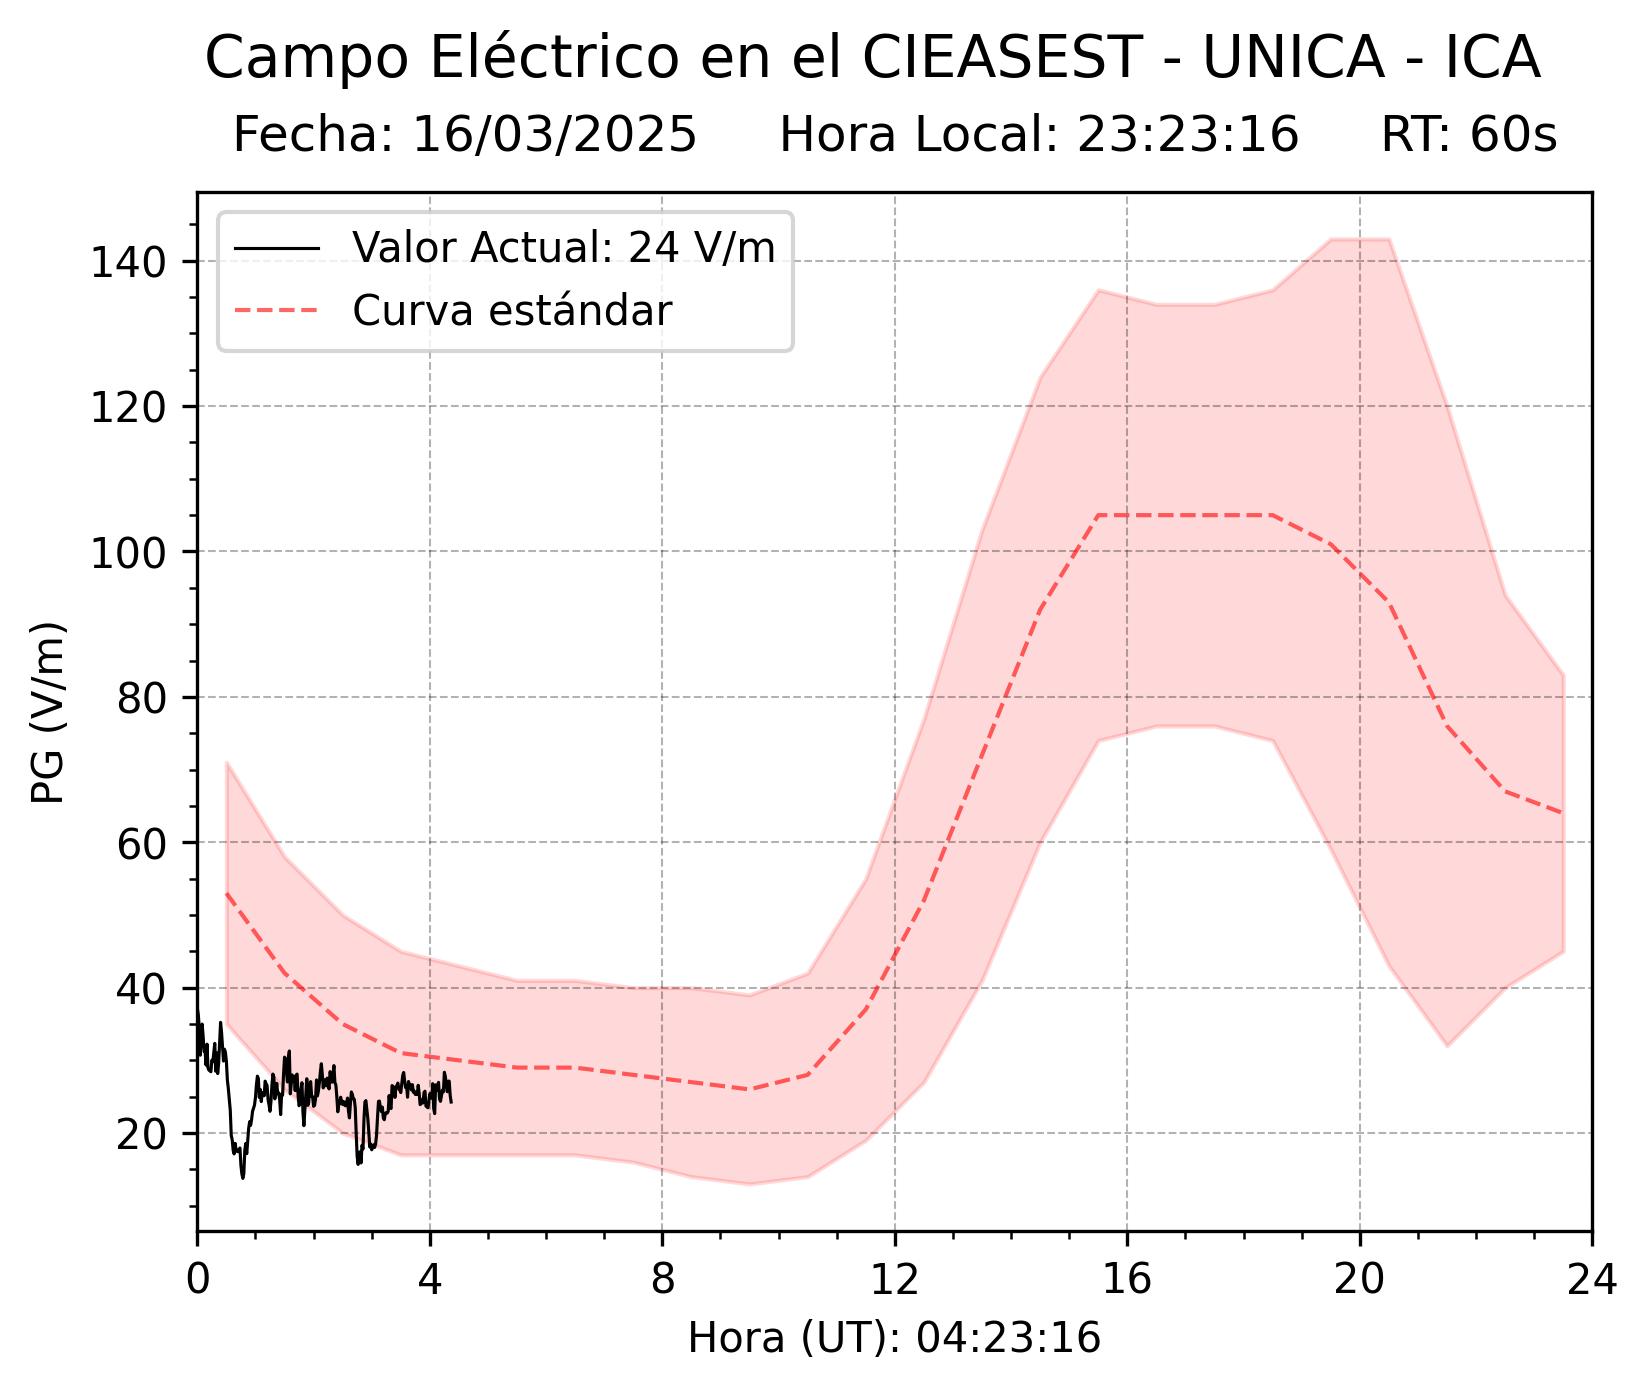 Campo Eléctrico en el CIEASEST - UNICA - ICA
Fecha: 16/03/2025 Hora Local: 23:23:16 RT: 60s
Valor Actual: 24 V/m
Curva estándar
140
120
100
80
60
40
20
PG (V/m)
0 4 8 12 16 20 24
Hora (UT): 04:23:16